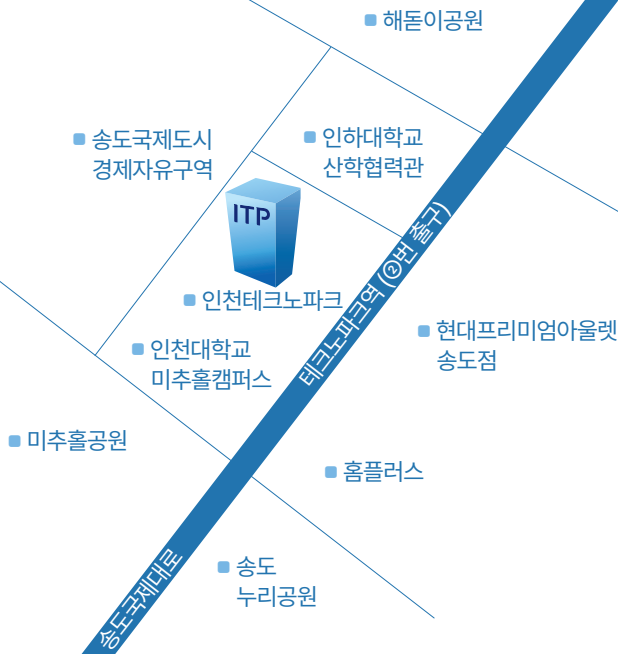 해돋이공원
송도국제도시
경제자유구역
인하대학교
산학협력관
ITP
인천테크노파크
테크노파크역 (②번 출구)
현대프리미엄아울렛
송도점
인천대학교
미추홀캠퍼스
미추홀공원
홈플러스
송도
누리공원
송도국제대로